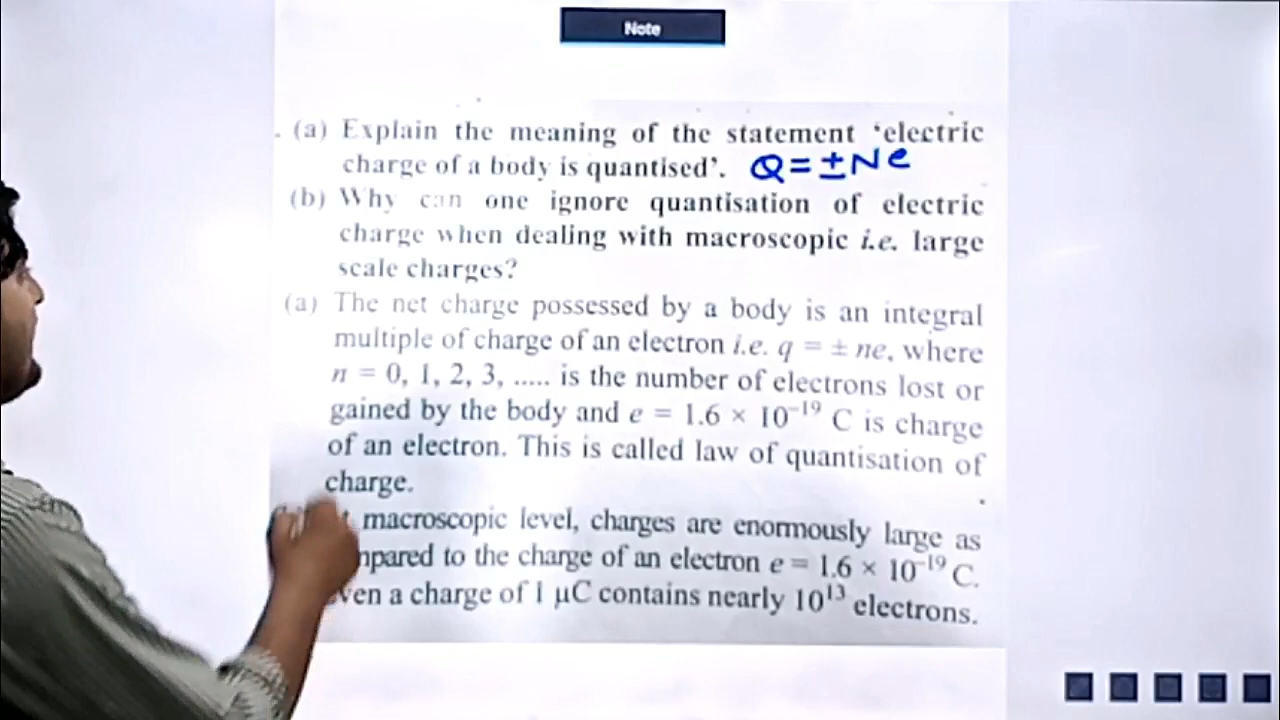 Note
(a) Explain the meaning of the statement ‘electric
charge of a body is quantised’. Q = ± Ne
(b) Why can one ignore quantisation of electric
charge when dealing with macroscopic i.e. large
scale charges?
(a) The net charge possessed by a body is an integral
multiple of charge of an electron i.e. q = ± ne, where
n = 0, 1, 2, 3, ..... is the number of electrons lost or
gained by the body and e = 1.6 × 10⁻¹⁹ C is charge
of an electron. This is called law of quantisation of
charge.
macroscopic level, charges are enormously large as
to the charge of an electron e = 1.6 × 10⁻¹⁹ C.
a charge of 1 μC contains nearly 10¹³ electrons.